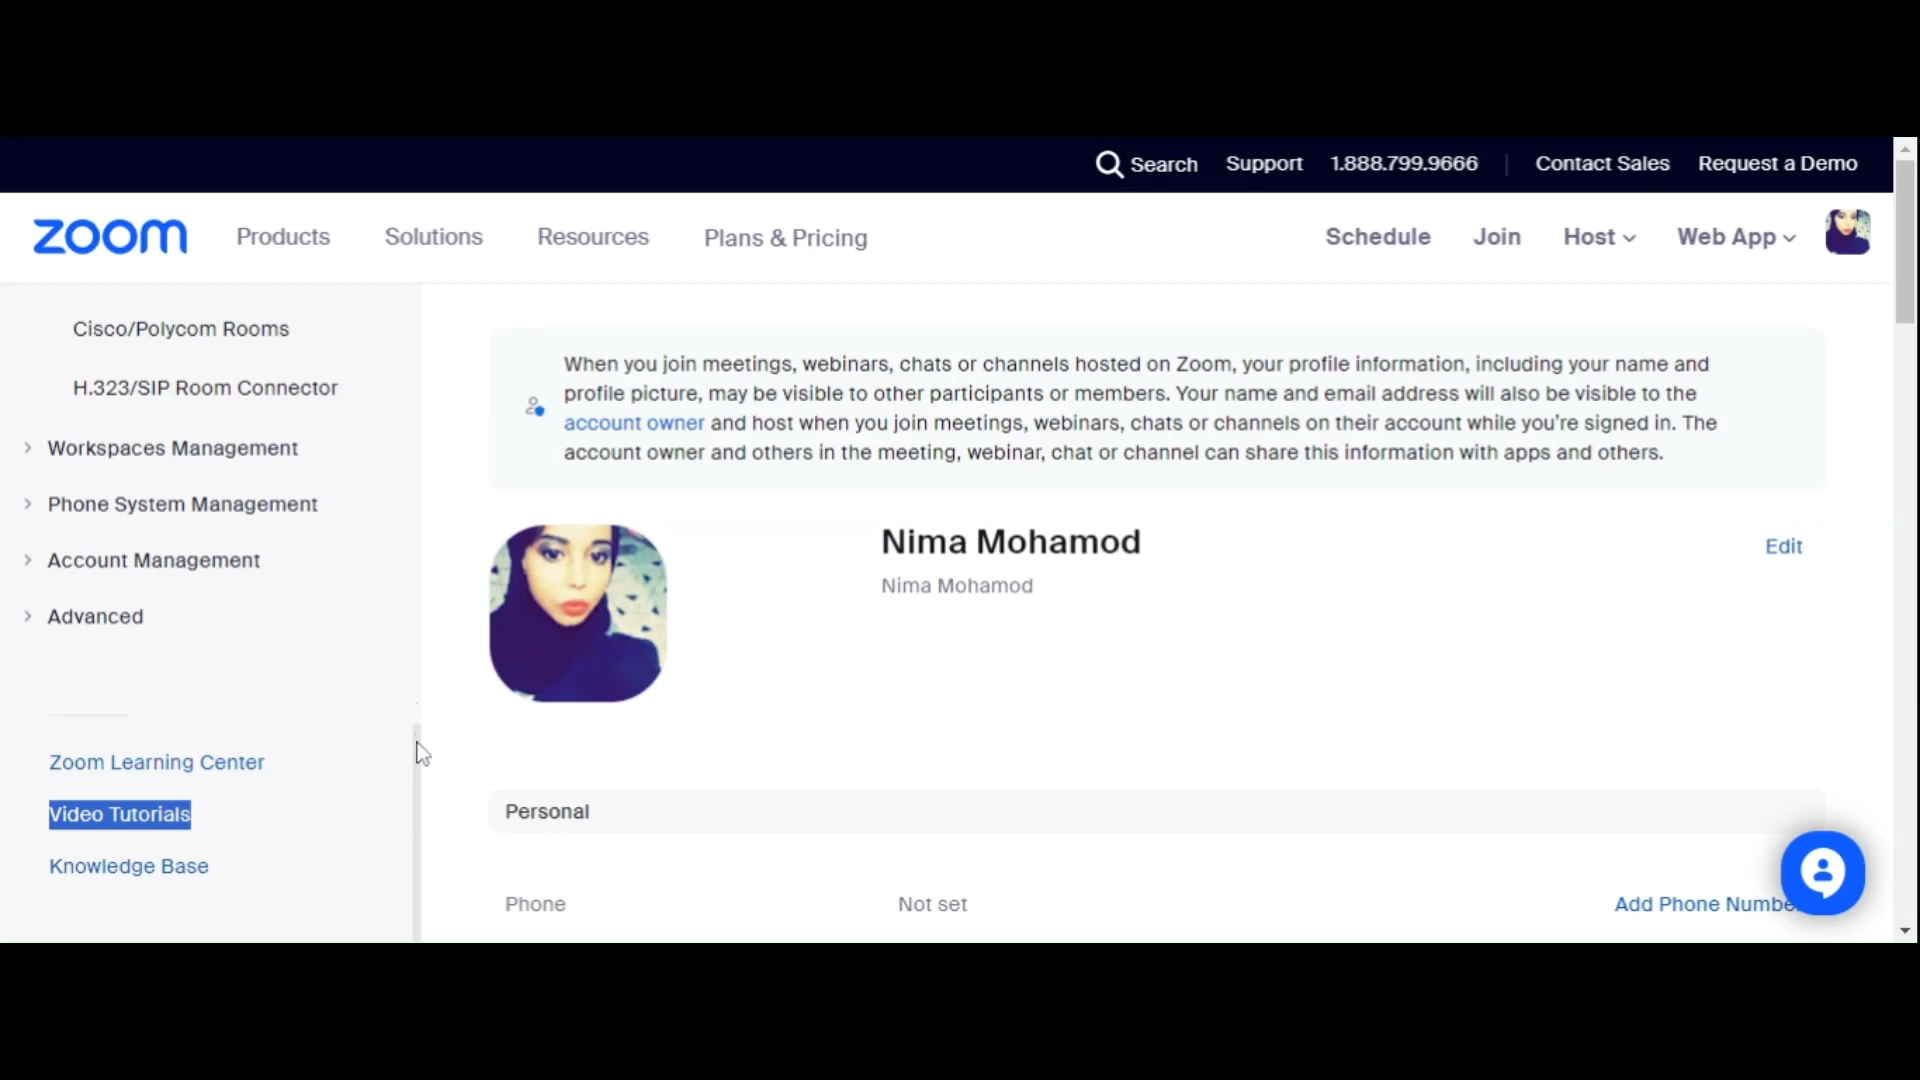 Search Support 1.888.799.9666 Contact Sales Request a Demo
zoom Products Solutions Resources Plans & Pricing Schedule Join Host Web App
Cisco/Polycom Rooms
H.323/SIP Room Connector
Workspaces Management
Phone System Management
Account Management
Advanced
Zoom Learning Center
Video Tutorials
Knowledge Base
When you join meetings, webinars, chats or channels hosted on Zoom, your profile information, including your name and
profile picture, may be visible to other participants or members. Your name and email address will also be visible to the
account owner and host when you join meetings, webinars, chats or channels on their account while you're signed in. The
account owner and others in the meeting, webinar, chat or channel can share this information with apps and others.
Nima Mohamod
Edit
Nima Mohamod
Personal
Phone Not set Add Phone Numbe